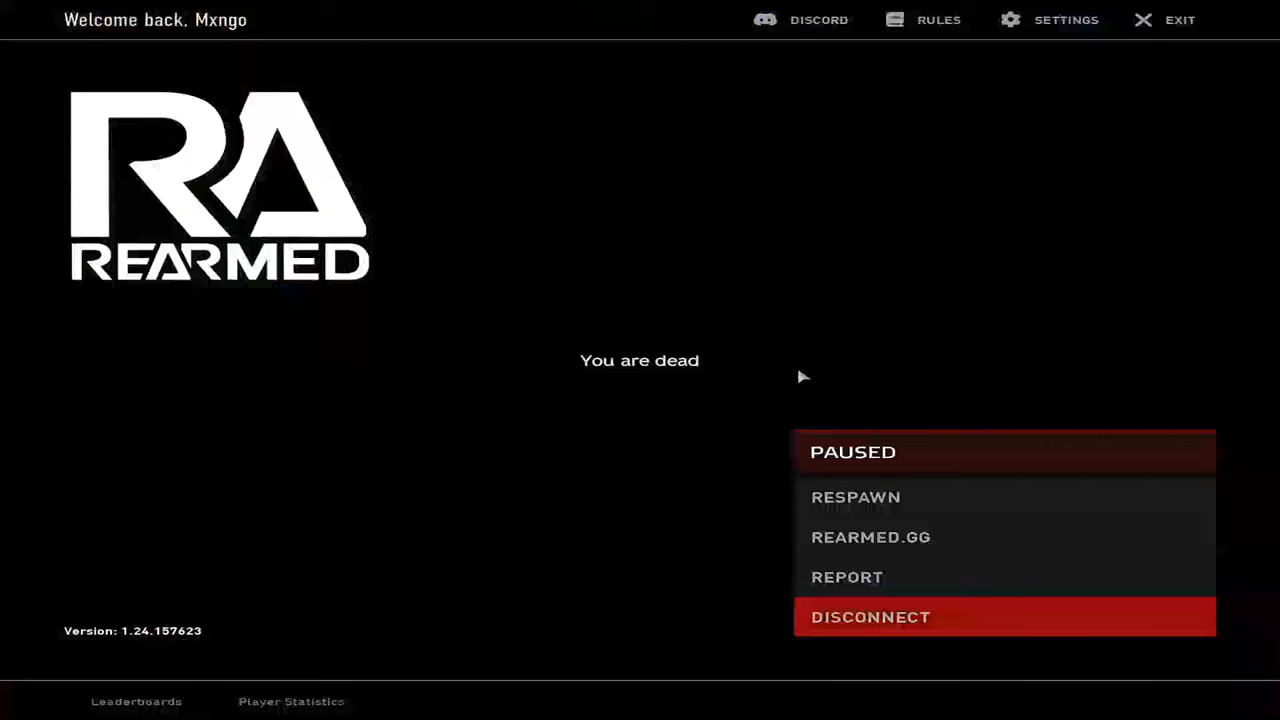 Welcome back, Mxngo
DISCORD
RULES
SETTINGS
EXIT
RA
REARMED
You are dead
PAUSED
RESPAWN
REARMED.GG
REPORT
DISCONNECT
Version: 1.24.157623
Leaderboards
Player Statistics